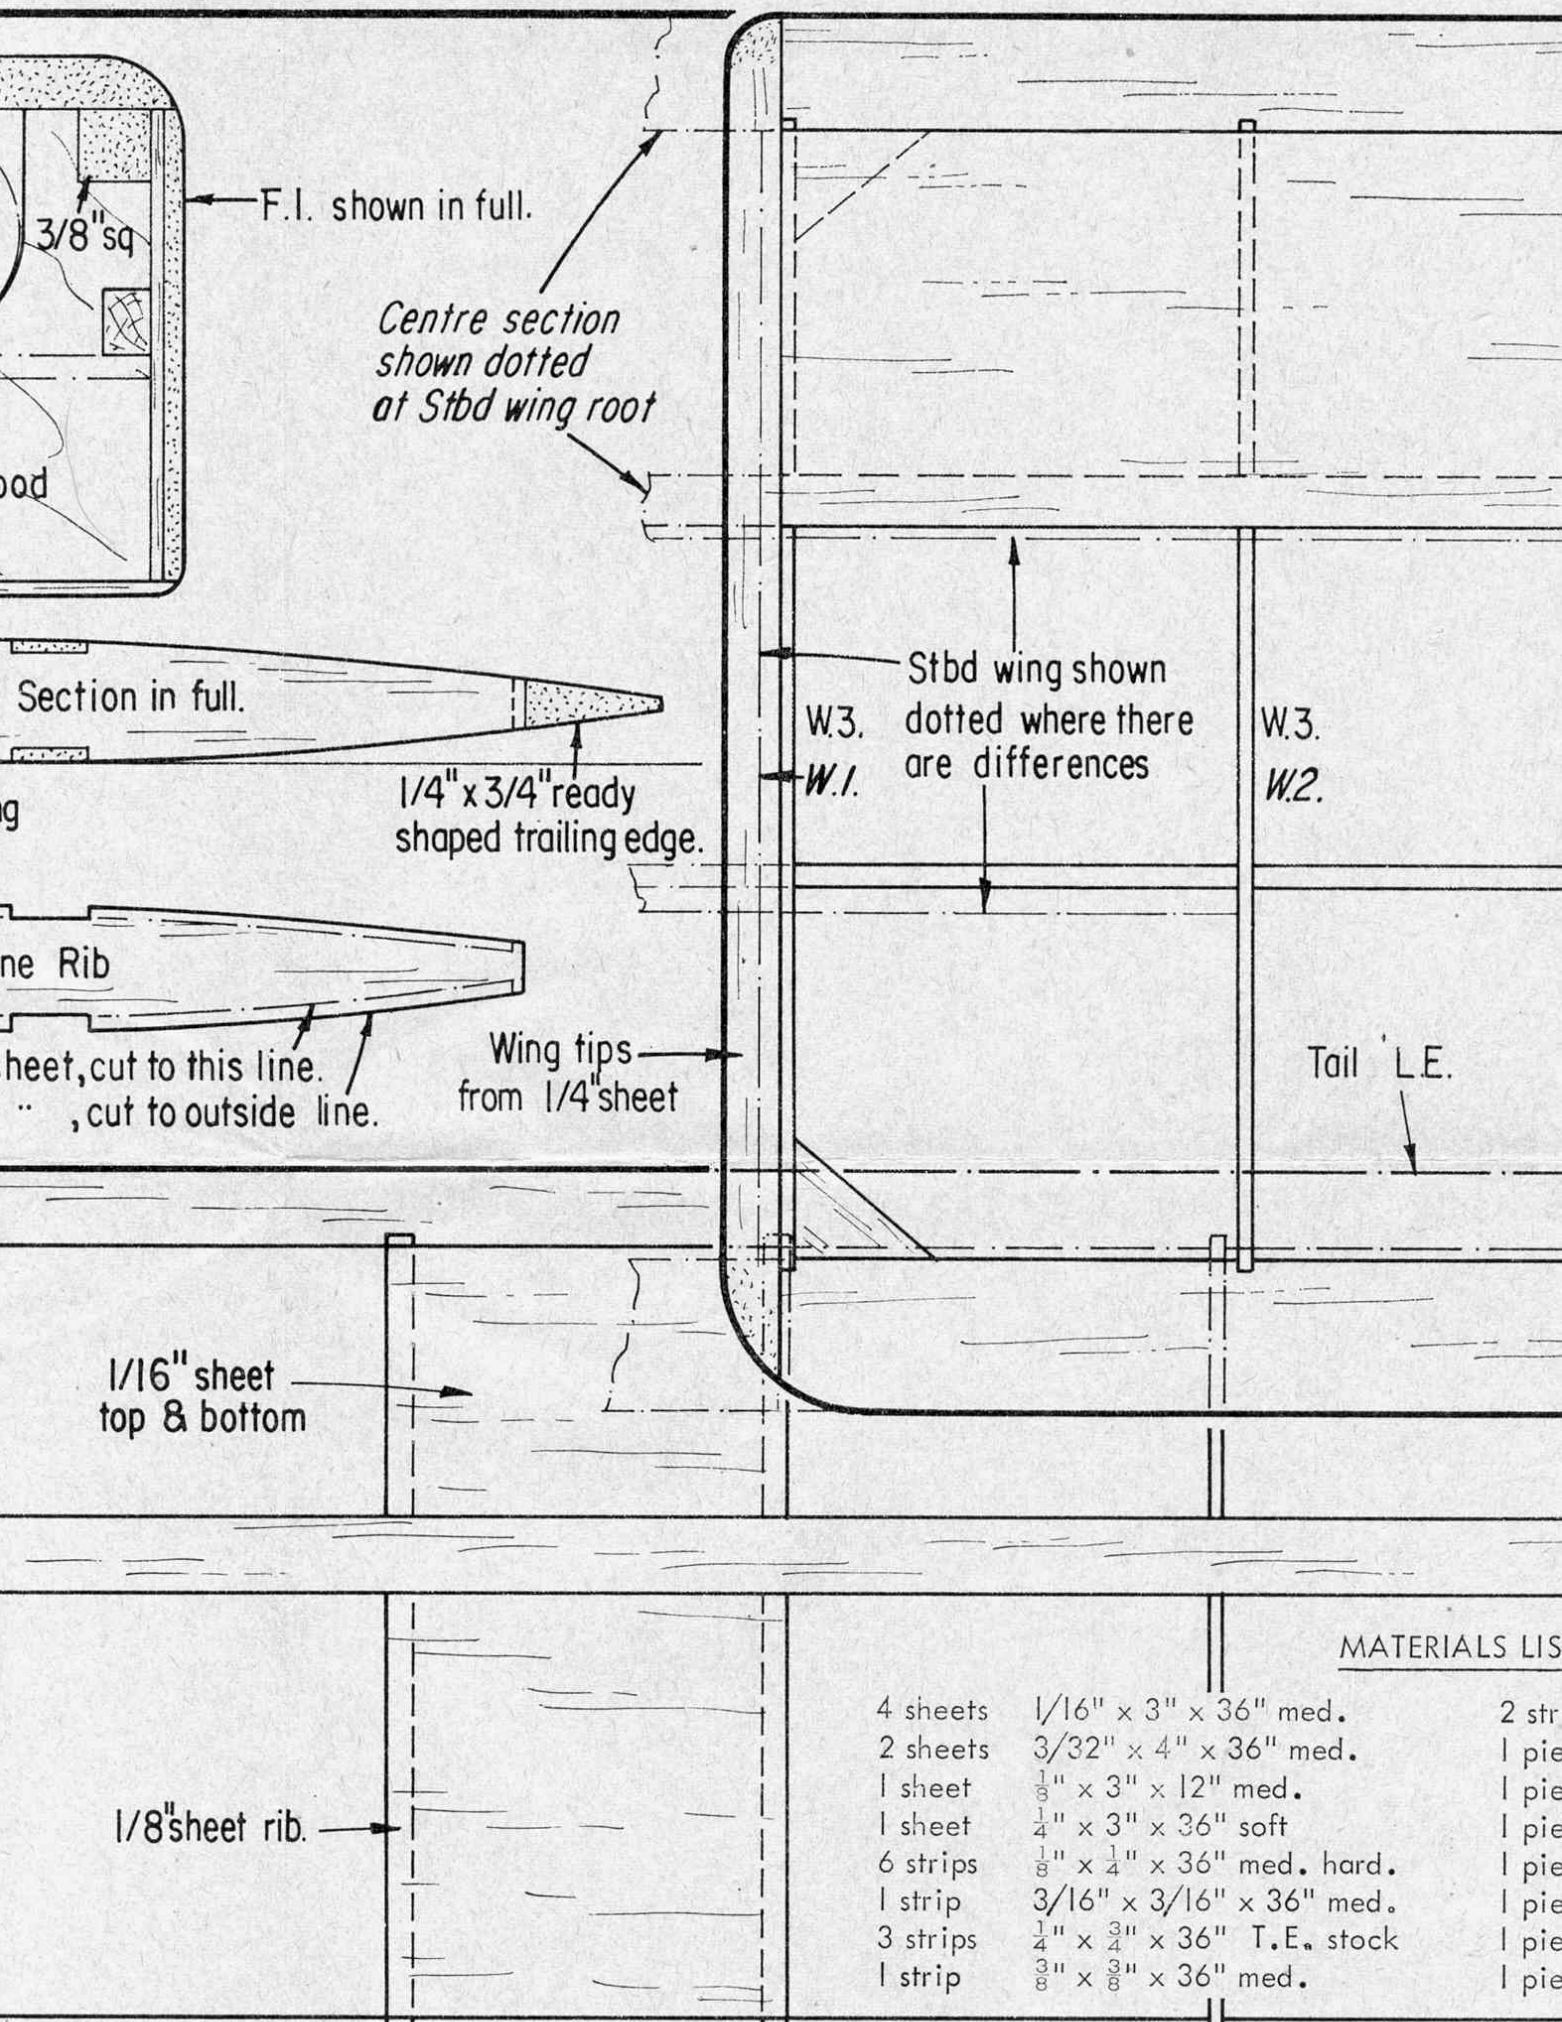 F.1. shown in full.
3/8"sq
Centre section
shown dotted
at Stbd wing root
Section in full.
1/4" x 3/4" ready
shaped trailing edge.
Stbd wing shown
dotted where there
are differences
W.3.
W.1.
W.3.
W.2.
Rib
cut to this line.
" , cut to outside line.
Wing tips
from 1/4" sheet
Tail L.E.
1/16" sheet
top & bottom
1/8" sheet rib.
MATERIALS LIS
4 sheets 1/16" x 3" x 36" med.
2 sheets 3/32" x 4" x 36" med.
1 sheet ⅛" x 3" x 12" med.
1 sheet ¼" x 3" x 36" soft
6 strips ⅛" x ¼" x 36" med. hard.
1 strip 3/16" x 3/16" x 36" med.
3 strips ¼" x ¾" x 36" T.E. stock
1 strip ⅜" x ⅜" x 36" med.
2 str
1 pie
1 pie
1 pie
1 pie
1 pie
1 pie
1 pie